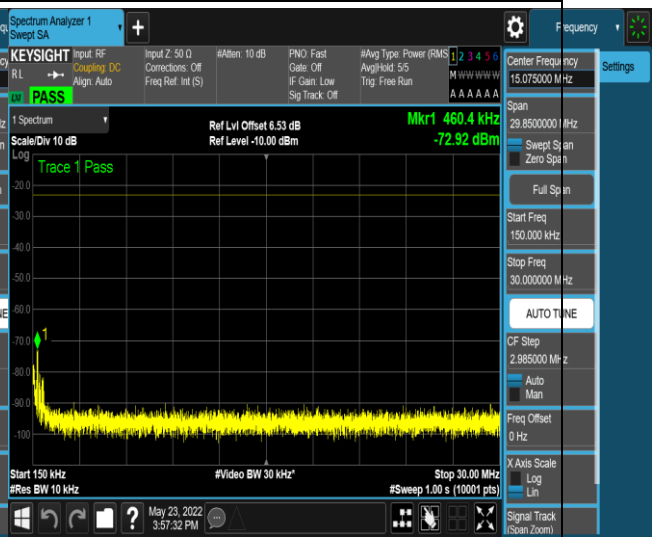 Spectrum Analyzer 1
Swept SA
Frequency
KEYSIGHT
RL
PASS
Input: RF
Coupling: DC
Align: Auto
Input Z: 50 Ω
Corrections: Off
Freq Ref: Int (S)
#Atten: 10 dB
PNO: Fast
Gate: Off
IF Gain: Low
Sig Track: Off
#Avg Type: Power (RMS
Avg|Hold: 5/5
Trig: Free Run
1 2 3 4 5 6
M W W W W W
A A A A A A
Center Frequency
15.075000 MHz
Settings
Span
29.8500000 MHz
Swept Span
Zero Span
Full Span
Start Freq
150.000 kHz
Stop Freq
30.000000 MHz
AUTO TUNE
CF Step
2.985000 MHz
Auto
Man
Freq Offset
0 Hz
X Axis Scale
Log
Lin
Signal Track
(Span Zoom)
1 Spectrum
Scale/Div 10 dB
Log
Ref Lvl Offset 6.53 dB
Ref Level -10.00 dBm
Mkr1 460.4 kHz
-72.92 dBm
Trace 1 Pass
-20.0
-30.0
-40.0
-50.0
-60.0
-70.0
-80.0
-90.0
-100
1
Start 150 kHz
#Res BW 10 kHz
#Video BW 30 kHz*
Stop 30.00 MHz
#Sweep 1.00 s (10001 pts)
May 23, 2022
3:57:32 PM